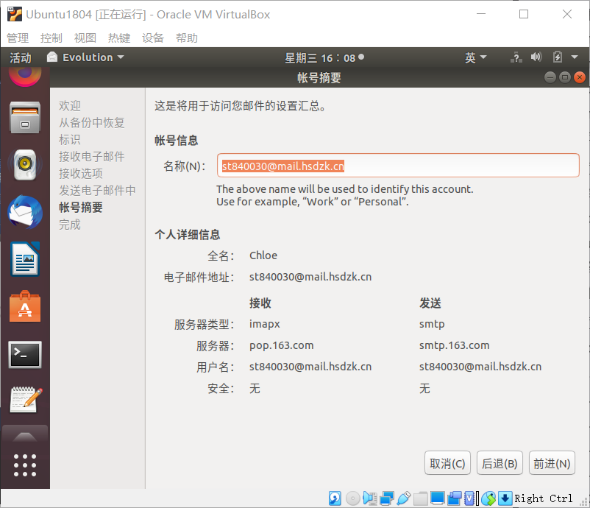 Ubuntu1804 [正在运行] - Oracle VM VirtualBox
管理 控制 视图 热键 设备 帮助
活动 Evolution 星期三 16：08 英
帐号摘要
欢迎
从备份中恢复
标识
接收电子邮件
接收选项
发送电子邮件中
帐号摘要
完成
这是将用于访问您邮件的设置汇总。
帐号信息
名称(N)： st840030@mail.hsdzk.cn
The above name will be used to identify this account.
Use for example, “Work” or “Personal”.
个人详细信息
全名： Chloe
电子邮件地址： st840030@mail.hsdzk.cn
接收 发送
服务器类型： imapx smtp
服务器： pop.163.com smtp.163.com
用户名： st840030@mail.hsdzk.cn st840030@mail.hsdzk.cn
安全： 无 无
取消(C) 后退(B) 前进(N)
Right Ctrl